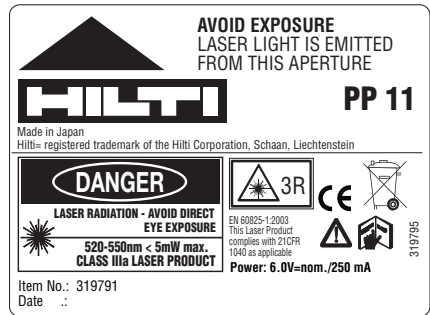 AVOID EXPOSURE
LASER LIGHT IS EMITTED
FROM THIS APERTURE
HILTI
PP 11
Made in Japan
Hilti= registered trademark of the Hilti Corporation, Schaan, Liechtenstein
DANGER
LASER RADIATION - AVOID DIRECT
EYE EXPOSURE
520-550nm < 5mW max.
CLASS IIIa LASER PRODUCT
3R
CE
EN 60825-1:2003
This Laser Product
complies with 21CFR
1040 as applicable
Power: 6.0V=nom./250 mA
319795
Item No.: 319791
Date .: